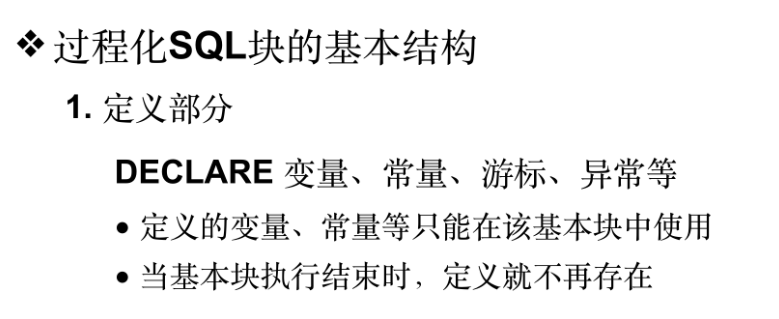 ❖ 过程化SQL块的基本结构
1. 定义部分
DECLARE 变量、常量、游标、异常等
• 定义的变量、常量等只能在该基本块中使用
• 当基本块执行结束时，定义就不再存在